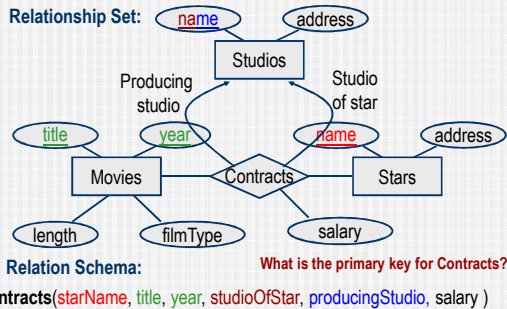 Relationship Set:
name
address
Studios
Producing
studio
Studio
of star
title
year
name
address
Movies
Contracts
Stars
length
filmType
salary
Relation Schema:
What is the primary key for Contracts?
ntracts(starName, title, year, studioOfStar, producingStudio, salary )